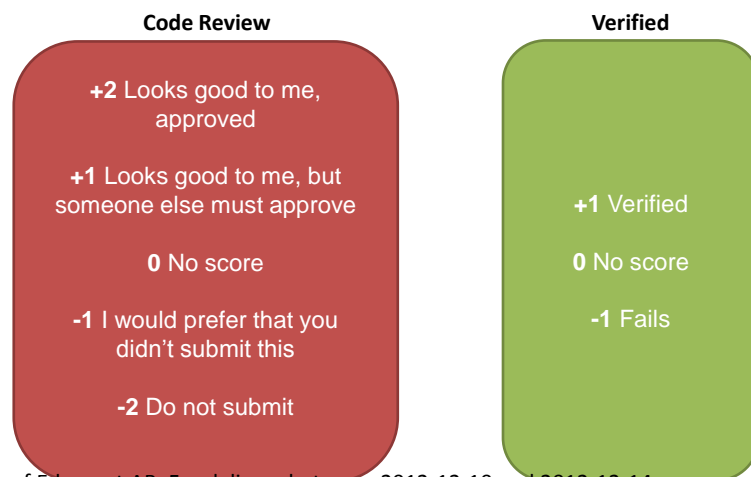 Code Review
+2 Looks good to me,
approved
+1 Looks good to me, but
someone else must approve
0 No score
-1 I would prefer that you
didn't submit this
-2 Do not submit
Verified
+1 Verified
0 No score
-1 Fails